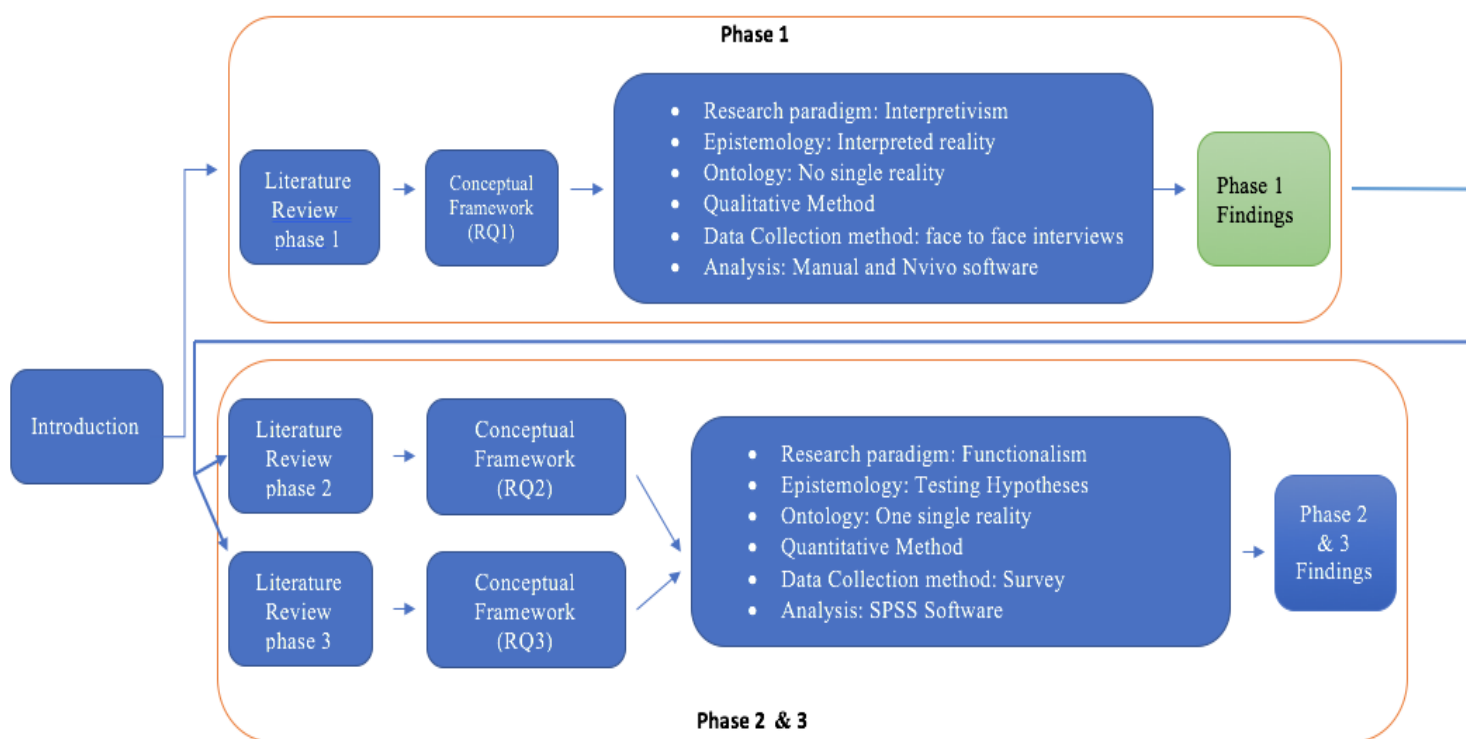 Phase 1
Literature
Review
phase 1
Conceptual
Framework
(RQ1)
• Research paradigm: Interpretivism
• Epistemology: Interpreted reality
• Ontology: No single reality
• Qualitative Method
• Data Collection method: face to face interviews
• Analysis: Manual and Nvivo software
Phase 1
Findings
Introduction
Literature
Review
phase 2
Conceptual
Framework
(RQ2)
Literature
Review
phase 3
Conceptual
Framework
(RQ3)
• Research paradigm: Functionalism
• Epistemology: Testing Hypotheses
• Ontology: One single reality
• Quantitative Method
• Data Collection method: Survey
• Analysis: SPSS Software
Phase 2
& 3
Findings
Phase 2 & 3